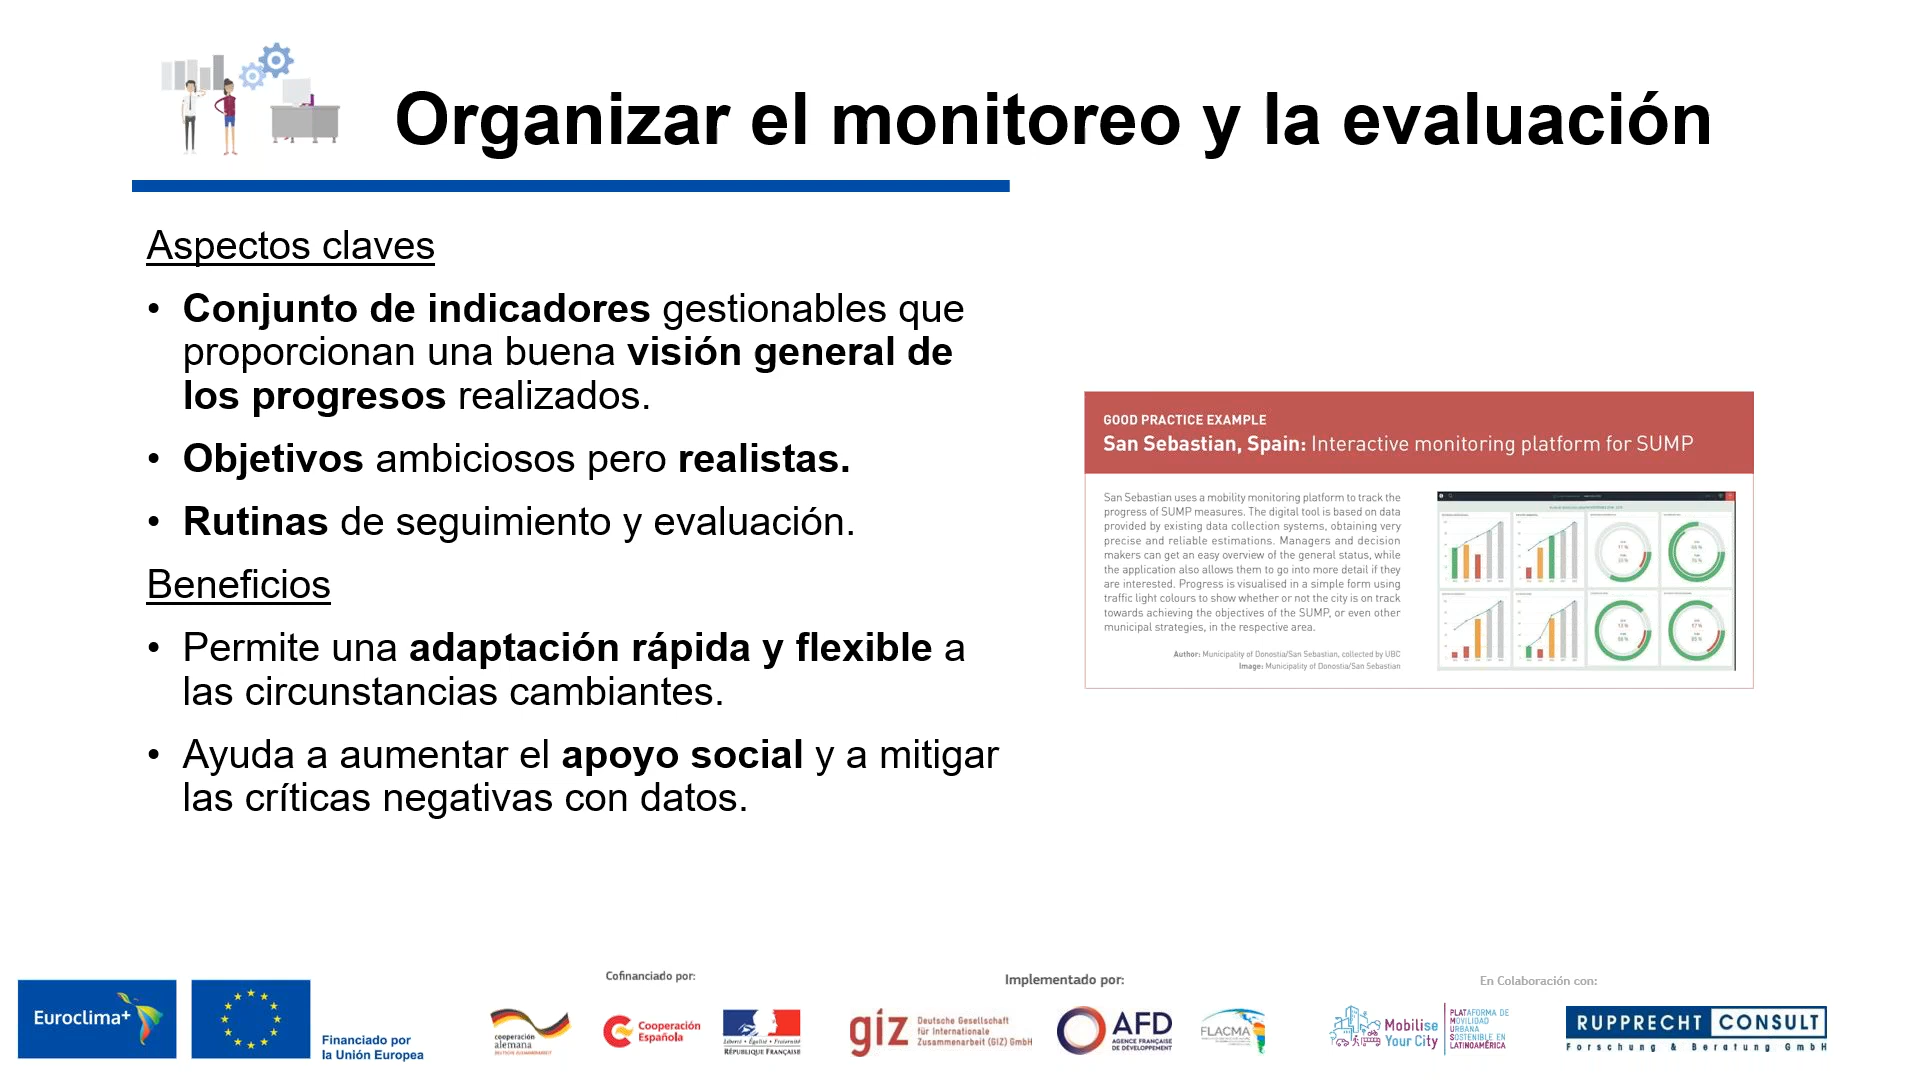 Organizar el monitoreo y la evaluación
Aspectos claves
• Conjunto de indicadores gestionables que
proporcionan una buena visión general de
los progresos realizados.
• Objetivos ambiciosos pero realistas.
• Rutinas de seguimiento y evaluación.
Beneficios
• Permite una adaptación rápida y flexible a
las circunstancias cambiantes.
• Ayuda a aumentar el apoyo social y a mitigar
las críticas negativas con datos.
GOOD PRACTICE EXAMPLE
San Sebastian, Spain: Interactive monitoring platform for SUMP
San Sebastian uses a mobility monitoring platform to track the
progress of SUMP measures. The digital tool is based on data
provided by existing data collection systems, obtaining very
precise and reliable estimations. Managers and decision
makers can get an easy overview of the general status, while
the application also allows them to go into more detail if they
are interested. Progress is visualised in a simple form using
traffic light colours to show whether or not the city is on track
towards achieving the objectives of the SUMP, or even other
municipal strategies, in the respective area.
Author: Municipality of Donostia/San Sebastian, collected by UBC
Image: Municipality of Donostia/San Sebastian
Euroclima+
Financiado por
la Unión Europea
Cofinanciado por:
cooperación
alemana
DEUTSCHE ZUSAMMENARBEIT
Cooperación
Española
Liberté • Égalité • Fraternité
RÉPUBLIQUE FRANÇAISE
Implementado por:
giz
Deutsche Gesellschaft
für Internationale
Zusammenarbeit (GIZ) GmbH
AFD
AGENCE FRANÇAISE
DE DÉVELOPPEMENT
FLACMA
En Colaboración con:
Mobilise
Your City
PLATAFORMA DE
MOVILIDAD
URBANA
SOSTENIBLE EN
LATINOAMÉRICA
RUPPRECHT CONSULT
Forschung & Beratung GmbH